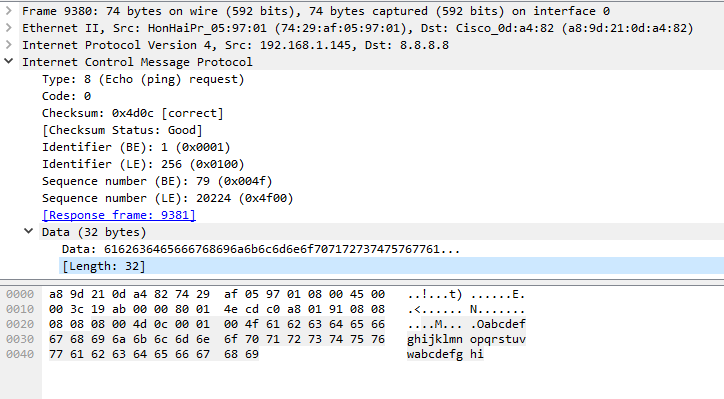 Frame 9380: 74 bytes on wire (592 bits), 74 bytes captured (592 bits) on interface 0
Ethernet II, Src: HonHaiPr_05:97:01 (74:29:af:05:97:01), Dst: Cisco_0d:a4:82 (a8:9d:21:0d:a4:82)
Internet Protocol Version 4, Src: 192.168.1.145, Dst: 8.8.8.8
Internet Control Message Protocol
Type: 8 (Echo (ping) request)
Code: 0
Checksum: 0x4d0c [correct]
[Checksum Status: Good]
Identifier (BE): 1 (0x0001)
Identifier (LE): 256 (0x0100)
Sequence number (BE): 79 (0x004f)
Sequence number (LE): 20224 (0x4f00)
[Response frame: 9381]
Data (32 bytes)
Data: 6162636465666768696a6b6c6d6e6f707172737475767761...
[Length: 32]
0000 a8 9d 21 0d a4 82 74 29 af 05 97 01 08 00 45 00 ..!...t) ......E.
0010 00 3c 19 ab 00 00 80 01 4e cd c0 a8 01 91 08 08 .<...... N.......
0020 08 08 08 00 4d 0c 00 01 00 4f 61 62 63 64 65 66 ....M... .Oabcdef
0030 67 68 69 6a 6b 6c 6d 6e 6f 70 71 72 73 74 75 76 ghijklmn opqrstuv
0040 77 61 62 63 64 65 66 67 68 69 wabcdefg hi